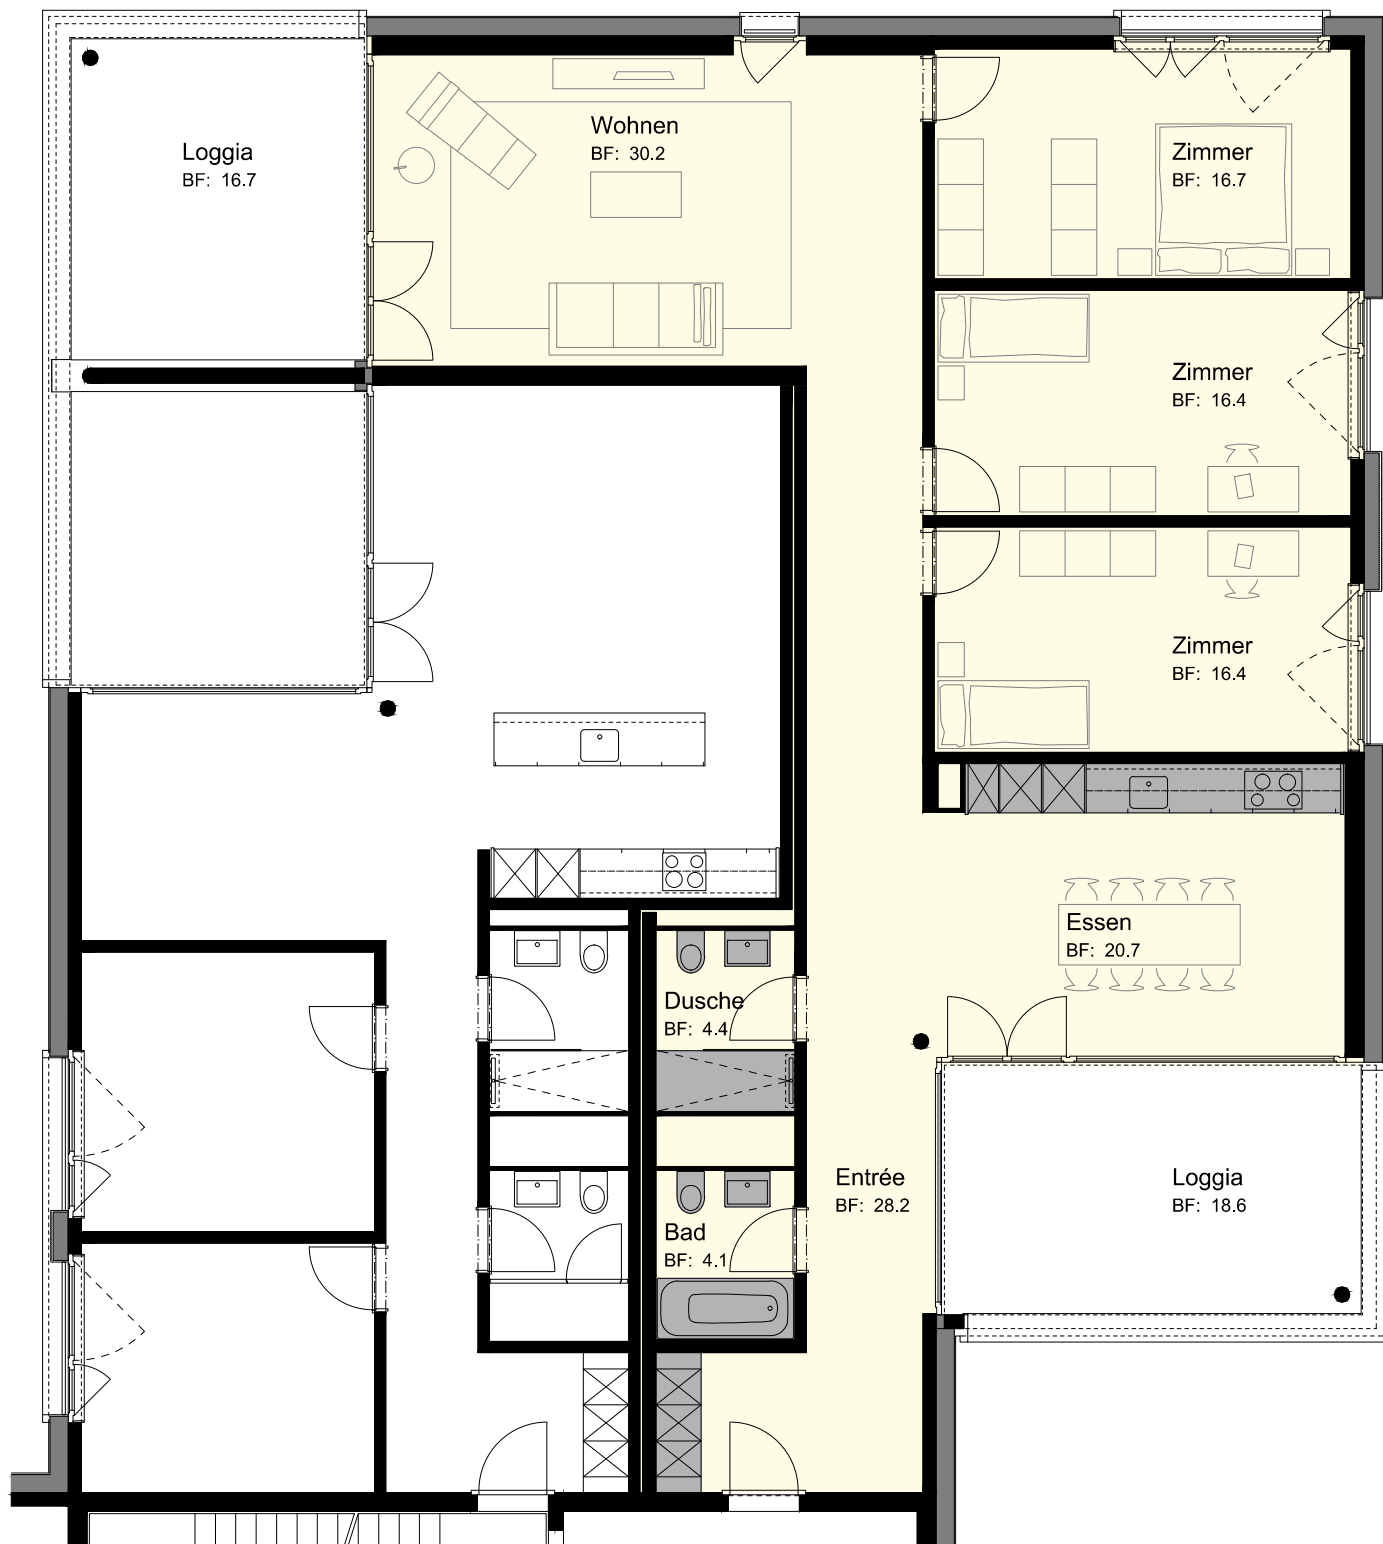 Wohnen
BF: 30.2
Loggia
BF: 16.7
Zimmer
BF: 16.7
Zimmer
BF: 16.4
Zimmer
BF: 16.4
Essen
BF: 20.7
Dusche
BF: 4.4
Entrée
BF: 28.2
Loggia
BF: 18.6
Bad
BF: 4.1